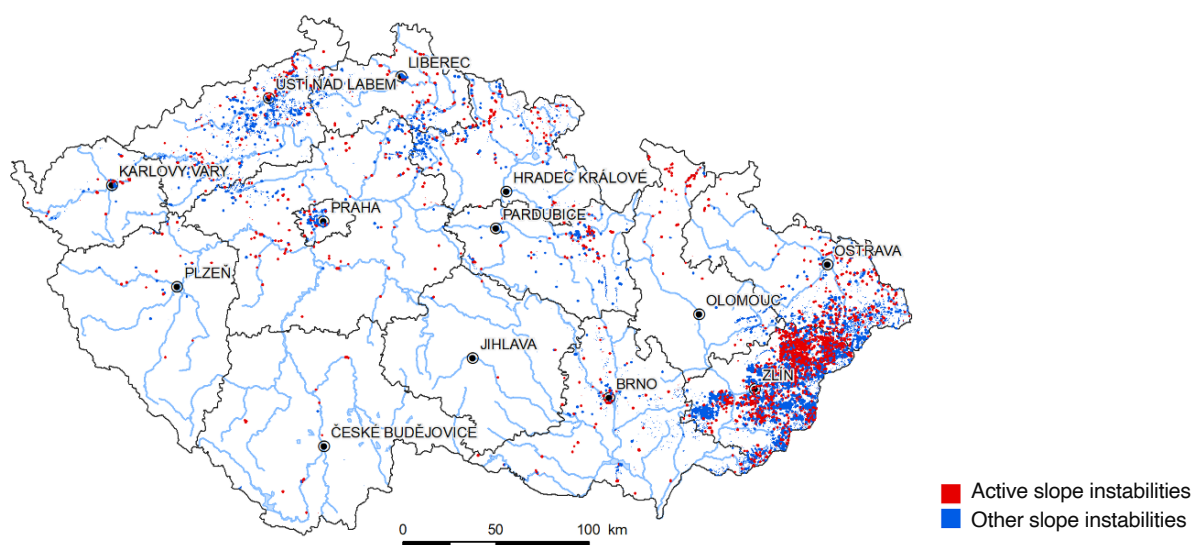 LIBEREC
ÚSTÍ NAD LABEM
KARLOVY VARY
HRADEC KRÁLOVÉ
PRAHA
PARDUBICE
OSTRAVA
PLZEŇ
OLOMOUC
JIHLAVA
ZLÍN
BRNO
ČESKÉ BUDĚJOVICE
Active slope instabilities
Other slope instabilities
0 50 100 km